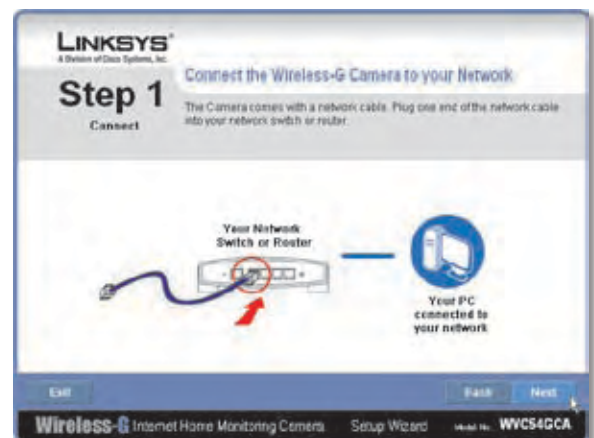 LINKSYS®
A Division of Cisco Systems, Inc.
Step 1
Connect
Connect the Wireless-G Camera to your Network
The Camera comes with a network cable. Plug one end of the network cable
into your network switch or router.
Your Network
Switch or Router
Your PC
connected to
your network
Exit
Back
Next
Wireless-G Internet Home Monitoring Camera
Setup Wizard
Model No.
WVC54GCA